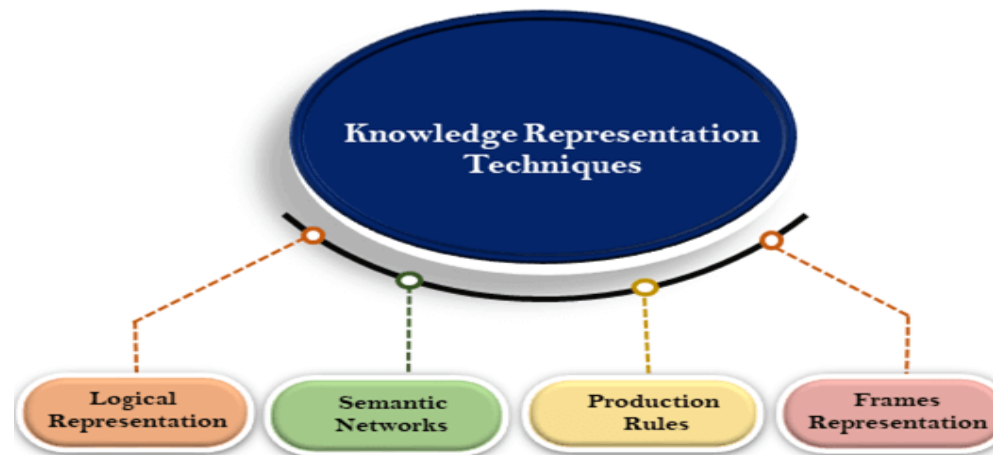 Knowledge Representation
Techniques
Logical
Representation
Semantic
Networks
Production
Rules
Frames
Representation